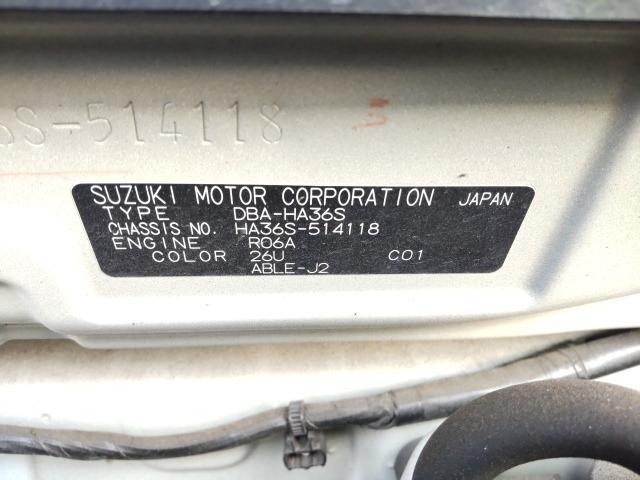 6S-514118
SUZUKI MOTOR CORPORATION JAPAN
TYPE DBA-HA36S
CHASSIS NO. HA36S-514118
ENGINE R06A
COLOR 26U C01
ABLE-J2